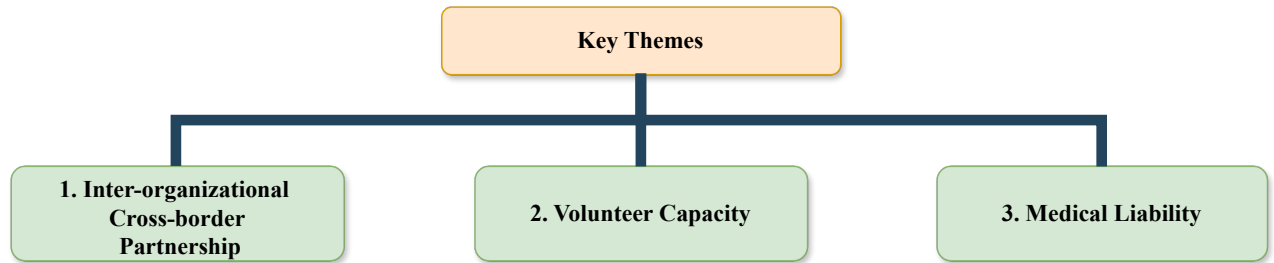 Key Themes
1. Inter-organizational
Cross-border
Partnership
2. Volunteer Capacity
3. Medical Liability